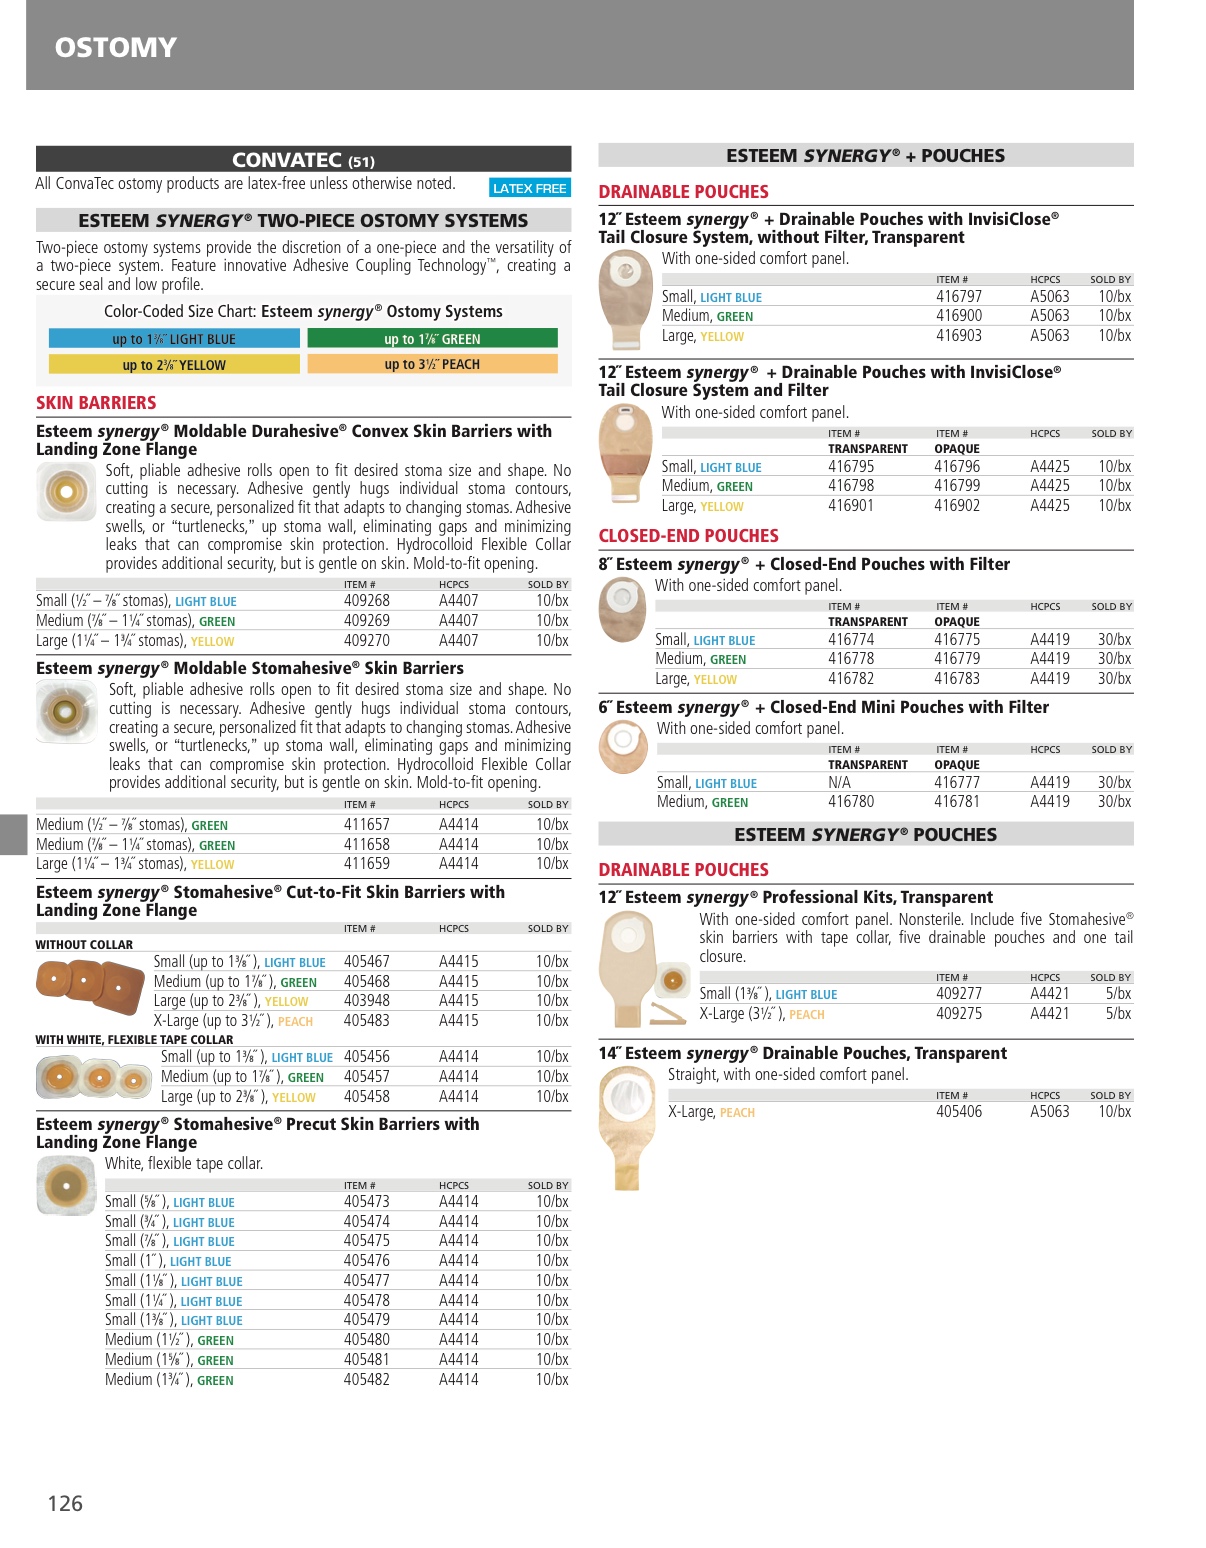 OSTOMY
CONVATEC (51)
All ConvaTec ostomy products are latex-free unless otherwise noted. LATEX FREE
ESTEEM SYNERGY® TWO-PIECE OSTOMY SYSTEMS
Two-piece ostomy systems provide the discretion of a one-piece and the versatility of
a two-piece system. Feature innovative Adhesive Coupling Technology™, creating a
secure seal and low profile.
Color-Coded Size Chart: Esteem synergy® Ostomy Systems
up to 1⅜˝ LIGHT BLUE up to 1⅞˝ GREEN
up to 2⅜˝ YELLOW up to 3½˝ PEACH
SKIN BARRIERS
Esteem synergy® Moldable Durahesive® Convex Skin Barriers with
Landing Zone Flange
Soft, pliable adhesive rolls open to fit desired stoma size and shape. No
cutting is necessary. Adhesive gently hugs individual stoma contours,
creating a secure, personalized fit that adapts to changing stomas. Adhesive
swells, or “turtlenecks,” up stoma wall, eliminating gaps and minimizing
leaks that can compromise skin protection. Hydrocolloid Flexible Collar
provides additional security, but is gentle on skin. Mold-to-fit opening.
ITEM # HCPCS SOLD BY
Small (½˝ – ⅞˝ stomas), LIGHT BLUE 409268 A4407 10/bx
Medium (⅞˝ – 1¼˝ stomas), GREEN 409269 A4407 10/bx
Large (1¼˝ – 1¾˝ stomas), YELLOW 409270 A4407 10/bx
Esteem synergy® Moldable Stomahesive® Skin Barriers
Soft, pliable adhesive rolls open to fit desired stoma size and shape. No
cutting is necessary. Adhesive gently hugs individual stoma contours,
creating a secure, personalized fit that adapts to changing stomas. Adhesive
swells, or “turtlenecks,” up stoma wall, eliminating gaps and minimizing
leaks that can compromise skin protection. Hydrocolloid Flexible Collar
provides additional security, but is gentle on skin. Mold-to-fit opening.
ITEM # HCPCS SOLD BY
Medium (½˝ – ⅞˝ stomas), GREEN 411657 A4414 10/bx
Medium (⅞˝ – 1¼˝ stomas), GREEN 411658 A4414 10/bx
Large (1¼˝ – 1¾˝ stomas), YELLOW 411659 A4414 10/bx
Esteem synergy® Stomahesive® Cut-to-Fit Skin Barriers with
Landing Zone Flange
ITEM # HCPCS SOLD BY
WITHOUT COLLAR
Small (up to 1⅜˝ ), LIGHT BLUE 405467 A4415 10/bx
Medium (up to 1⅞˝ ), GREEN 405468 A4415 10/bx
Large (up to 2⅜˝ ), YELLOW 403948 A4415 10/bx
X-Large (up to 3½˝ ), PEACH 405483 A4415 10/bx
WITH WHITE, FLEXIBLE TAPE COLLAR
Small (up to 1⅜˝ ), LIGHT BLUE 405456 A4414 10/bx
Medium (up to 1⅞˝ ), GREEN 405457 A4414 10/bx
Large (up to 2⅜˝ ), YELLOW 405458 A4414 10/bx
Esteem synergy® Stomahesive® Precut Skin Barriers with
Landing Zone Flange
White, flexible tape collar.
ITEM # HCPCS SOLD BY
Small (⅝˝ ), LIGHT BLUE 405473 A4414 10/bx
Small (¾˝ ), LIGHT BLUE 405474 A4414 10/bx
Small (⅞˝ ), LIGHT BLUE 405475 A4414 10/bx
Small (1˝ ), LIGHT BLUE 405476 A4414 10/bx
Small (1⅛˝ ), LIGHT BLUE 405477 A4414 10/bx
Small (1¼˝ ), LIGHT BLUE 405478 A4414 10/bx
Small (1⅜˝ ), LIGHT BLUE 405479 A4414 10/bx
Medium (1½˝ ), GREEN 405480 A4414 10/bx
Medium (1⅝˝ ), GREEN 405481 A4414 10/bx
Medium (1¾˝ ), GREEN 405482 A4414 10/bx
ESTEEM SYNERGY® + POUCHES
DRAINABLE POUCHES
12˝ Esteem synergy® + Drainable Pouches with InvisiClose®
Tail Closure System, without Filter, Transparent
With one-sided comfort panel.
ITEM # HCPCS SOLD BY
Small, LIGHT BLUE 416797 A5063 10/bx
Medium, GREEN 416900 A5063 10/bx
Large, YELLOW 416903 A5063 10/bx
12˝ Esteem synergy® + Drainable Pouches with InvisiClose®
Tail Closure System and Filter
With one-sided comfort panel.
ITEM # ITEM # HCPCS SOLD BY
TRANSPARENT OPAQUE
Small, LIGHT BLUE 416795 416796 A4425 10/bx
Medium, GREEN 416798 416799 A4425 10/bx
Large, YELLOW 416901 416902 A4425 10/bx
CLOSED-END POUCHES
8˝ Esteem synergy® + Closed-End Pouches with Filter
With one-sided comfort panel.
ITEM # ITEM # HCPCS SOLD BY
TRANSPARENT OPAQUE
Small, LIGHT BLUE 416774 416775 A4419 30/bx
Medium, GREEN 416778 416779 A4419 30/bx
Large, YELLOW 416782 416783 A4419 30/bx
6˝ Esteem synergy® + Closed-End Mini Pouches with Filter
With one-sided comfort panel.
ITEM # ITEM # HCPCS SOLD BY
TRANSPARENT OPAQUE
Small, LIGHT BLUE N/A 416777 A4419 30/bx
Medium, GREEN 416780 416781 A4419 30/bx
ESTEEM SYNERGY® POUCHES
DRAINABLE POUCHES
12˝ Esteem synergy® Professional Kits, Transparent
With one-sided comfort panel. Nonsterile. Include five Stomahesive®
skin barriers with tape collar, five drainable pouches and one tail
closure.
ITEM # HCPCS SOLD BY
Small (1⅜˝ ), LIGHT BLUE 409277 A4421 5/bx
X-Large (3½˝ ), PEACH 409275 A4421 5/bx
14˝ Esteem synergy® Drainable Pouches, Transparent
Straight, with one-sided comfort panel.
ITEM # HCPCS SOLD BY
X-Large, PEACH 405406 A5063 10/bx
126